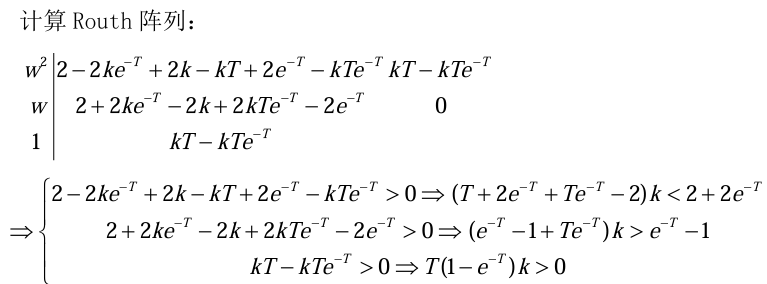 计算 Routh 阵列：
w² | 2 − 2ke⁻ᵀ + 2k − kT + 2e⁻ᵀ − kTe⁻ᵀ kT − kTe⁻ᵀ
w | 2 + 2ke⁻ᵀ − 2k + 2kTe⁻ᵀ − 2e⁻ᵀ 0
1 | kT − kTe⁻ᵀ
2 − 2ke⁻ᵀ + 2k − kT + 2e⁻ᵀ − kTe⁻ᵀ > 0 ⇒ (T + 2e⁻ᵀ + Te⁻ᵀ − 2)k < 2 + 2e⁻ᵀ
⇒ { 2 + 2ke⁻ᵀ − 2k + 2kTe⁻ᵀ − 2e⁻ᵀ > 0 ⇒ (e⁻ᵀ − 1 + Te⁻ᵀ)k > e⁻ᵀ − 1
kT − kTe⁻ᵀ > 0 ⇒ T(1 − e⁻ᵀ)k > 0